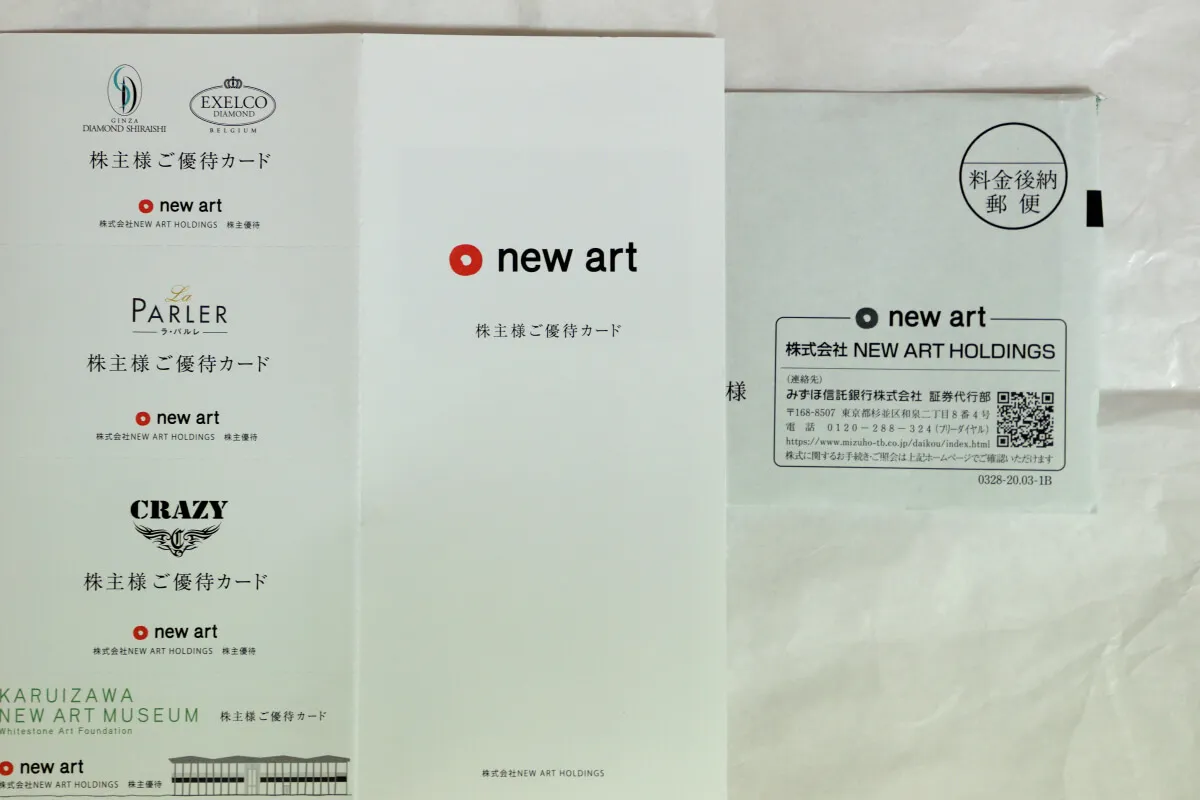 GINZA
DIAMOND SHIRAISHI
EXELCO
DIAMOND
BELGIUM
株主様ご優待カード
new art
株式会社NEW ART HOLDINGS 株主優待
La
PARLER
ラ・パルレ
株主様ご優待カード
new art
株式会社NEW ART HOLDINGS 株主優待
CRAZY
C
株主様ご優待カード
new art
株式会社NEW ART HOLDINGS 株主優待
KARUIZAWA
NEW ART MUSEUM
Whitestone Art Foundation
株主様ご優待カード
new art
株式会社NEW ART HOLDINGS 株主優待
new art
株主様ご優待カード
株式会社NEW ART HOLDINGS
料金後納
郵便
様
new art
株式会社 NEW ART HOLDINGS
(連絡先)
みずほ信託銀行株式会社 証券代行部
〒168-8507 東京都杉並区和泉二丁目8番4号
電話 0120-288-324(フリーダイヤル)
https://www.mizuho-tb.co.jp/daikou/index.html
株式に関するお手続き・ご照会は上記ホームページでご確認いただけます
0328-20.03-1B